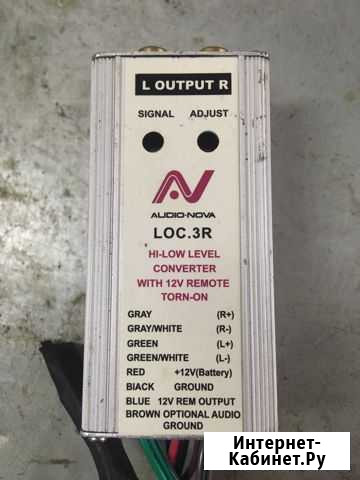 L OUTPUT R
SIGNAL ADJUST
AUDIO-NOVA
LOC.3R
HI-LOW LEVEL
CONVERTER
WITH 12V REMOTE
TORN-ON
GRAY (R+)
GRAY/WHITE (R-)
GREEN (L+)
GREEN/WHITE (L-)
RED +12V(Battery)
BIACK GROUND
BLUE 12V REM OUTPUT
BROWN OPTIONAL AUDIO
GROUND
Интернет-
Кабинет.Ру